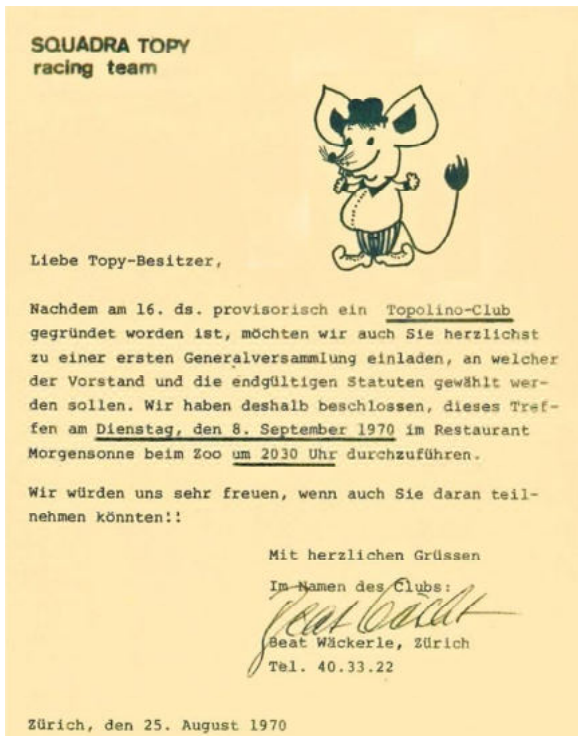 SQUADRA TOPY
racing team
Liebe Topy-Besitzer,
Nachdem am 16. ds. provisorisch ein Topolino-Club
gegründet worden ist, möchten wir auch Sie herzlichst
zu einer ersten Generalversammlung einladen, an welcher
der Vorstand und die endgültigen Statuten gewählt wer-
den sollen. Wir haben deshalb beschlossen, dieses Tref-
fen am Dienstag, den 8. September 1970 im Restaurant
Morgensonne beim Zoo um 2030 Uhr durchzuführen.
Wir würden uns sehr freuen, wenn auch Sie daran teil-
nehmen könnten!!
Mit herzlichen Grüssen
Im Namen des Clubs:
Beat Wäckerle, Zürich
Tel. 40.33.22
Zürich, den 25. August 1970